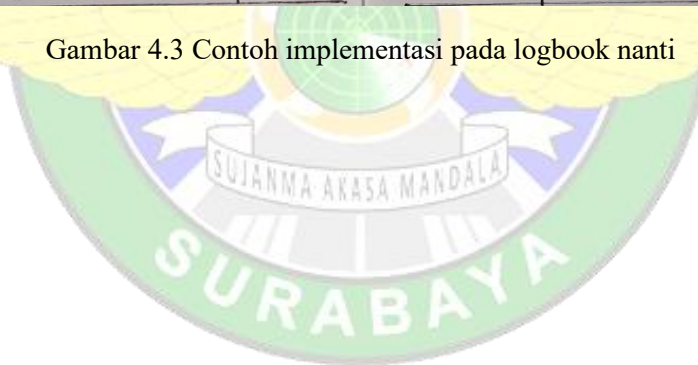 Gambar 4.3 Contoh implementasi pada logbook nanti
SUJANMA AKASA MANDALA
SURABAYA